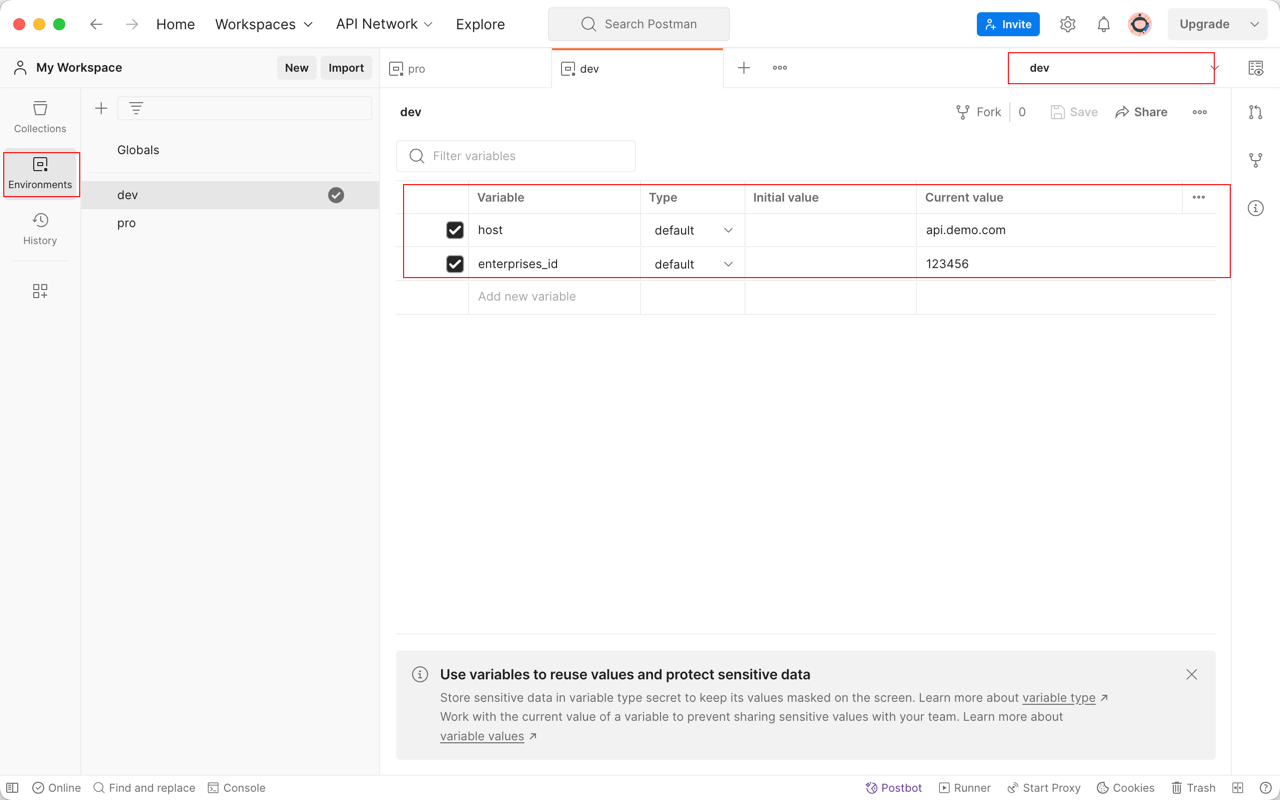 Home Workspaces API Network Explore Search Postman Invite Upgrade
My Workspace New Import pro dev dev
Collections
Environments
History
Globals
dev
pro
dev Fork 0 Save Share
Filter variables
Variable Type Initial value Current value
host default api.demo.com
enterprises_id default 123456
Add new variable
Use variables to reuse values and protect sensitive data
Store sensitive data in variable type secret to keep its values masked on the screen. Learn more about variable type ↗
Work with the current value of a variable to prevent sharing sensitive values with your team. Learn more about
variable values ↗
Online Find and replace Console Postbot Runner Start Proxy Cookies Trash